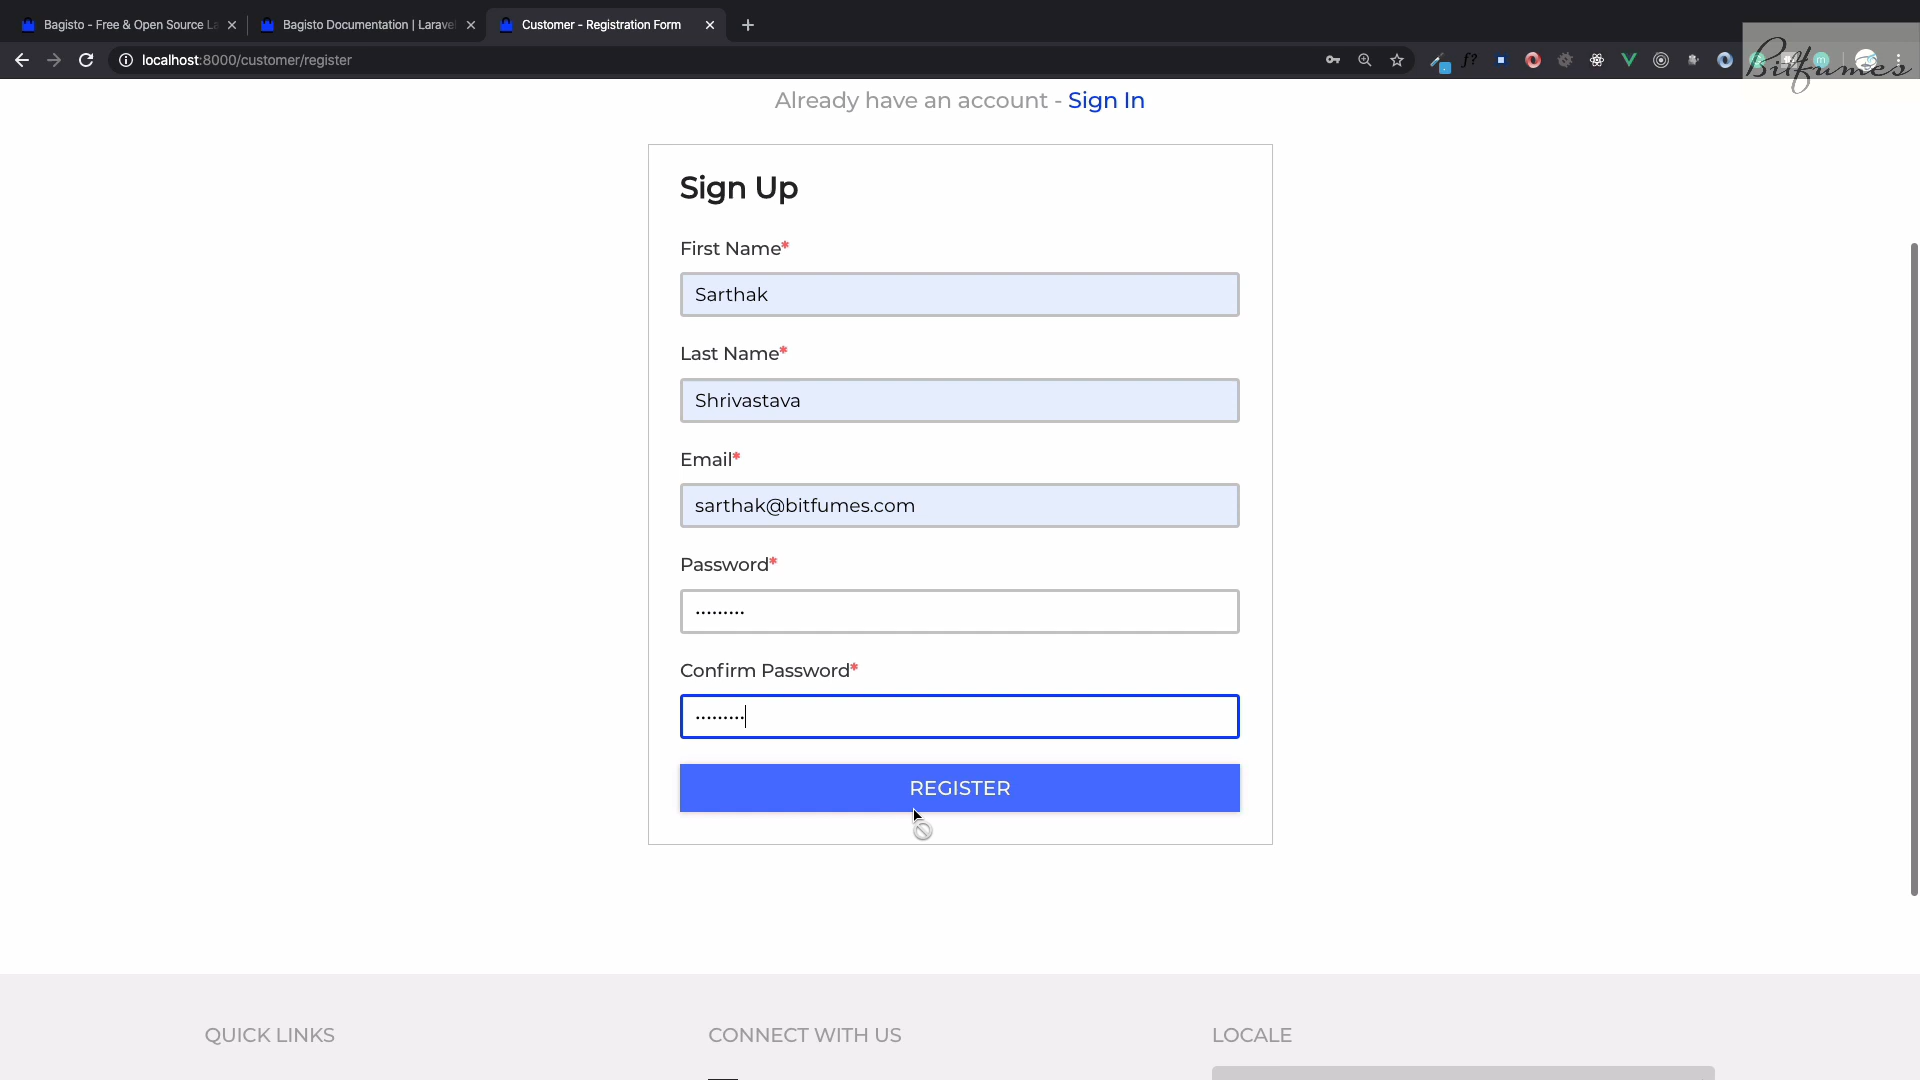 Bagisto - Free & Open Source La
Bagisto Documentation | Larave
Customer - Registration Form
localhost:8000/customer/register
Bitfumes
Already have an account - Sign In
Sign Up
First Name*
Sarthak
Last Name*
Shrivastava
Email*
sarthak@bitfumes.com
Password*
•••••••••
Confirm Password*
•••••••••
REGISTER
QUICK LINKS
CONNECT WITH US
LOCALE